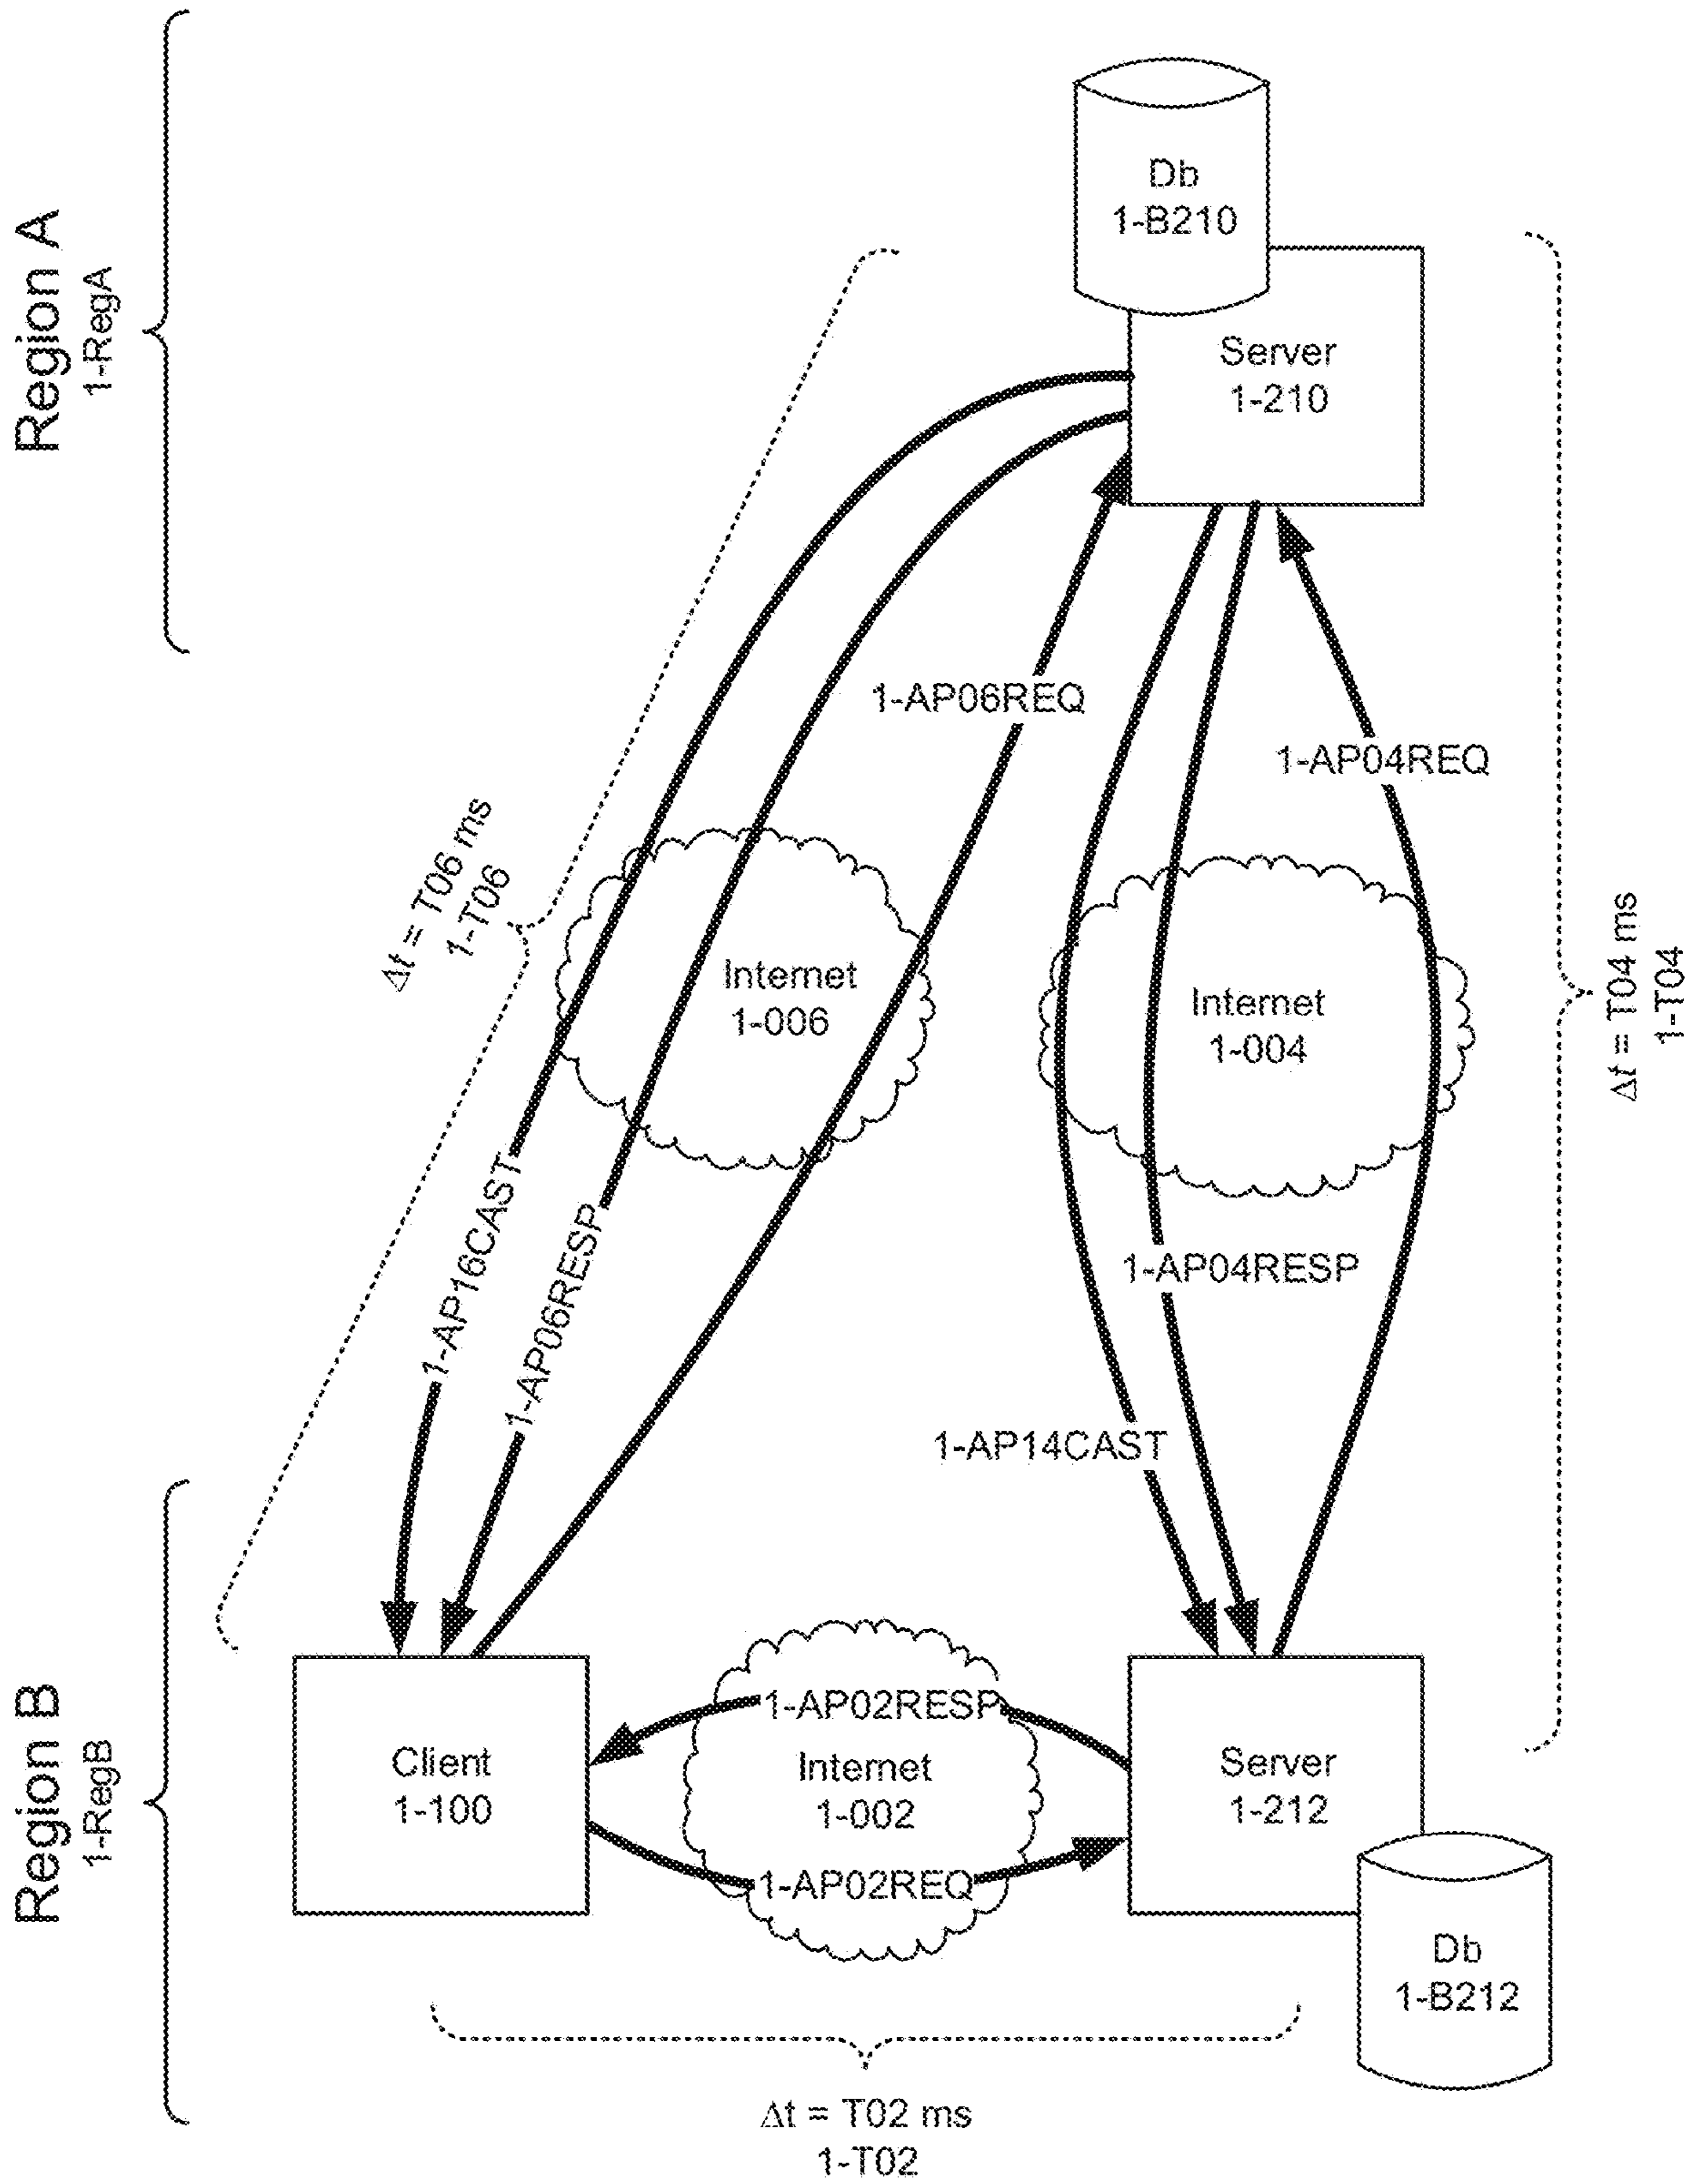 Region A
1-RegA
Db
1-B210
Server
1-210
1-AP06REQ
1-AP04REQ
Δt = T06 ms
1-T06
Internet
1-006
Internet
1-004
Δt = T04 ms
1-T04
1-AP16CAST
1-AP06RESP
1-AP04RESP
1-AP14CAST
Region B
1-RegB
Client
1-100
1-AP02RESP
Internet
1-002
1-AP02REQ
Server
1-212
Db
1-B212
Δt = T02 ms
1-T02